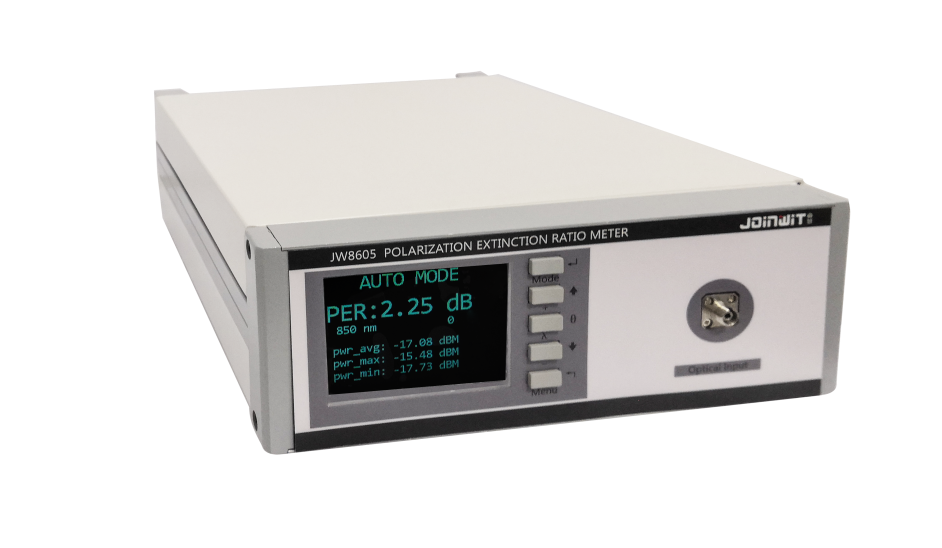 JOINWIT
JW8605 POLARIZATION EXTINCTION RATIO METER
AUTO MODE
PER:2.25 dB
850 nm 0
pwr_avg: -17.08 dBM
pwr_max: -15.48 dBM
pwr_min: -17.73 dBM
Mode
θ
λ
Menu
Optical Input